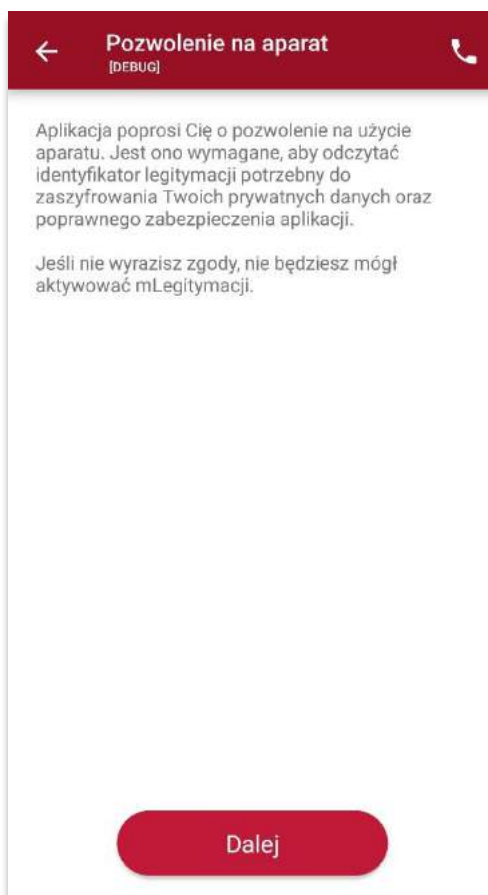 Pozwolenie na aparat
[DEBUG]
Aplikacja poprosi Cię o pozwolenie na użycie
aparatu. Jest ono wymagane, aby odczytać
identyfikator legitymacji potrzebny do
zaszyfrowania Twoich prywatnych danych oraz
poprawnego zabezpieczenia aplikacji.
Jeśli nie wyrazisz zgody, nie będziesz mógł
aktywować mLegitymacji.
Dalej